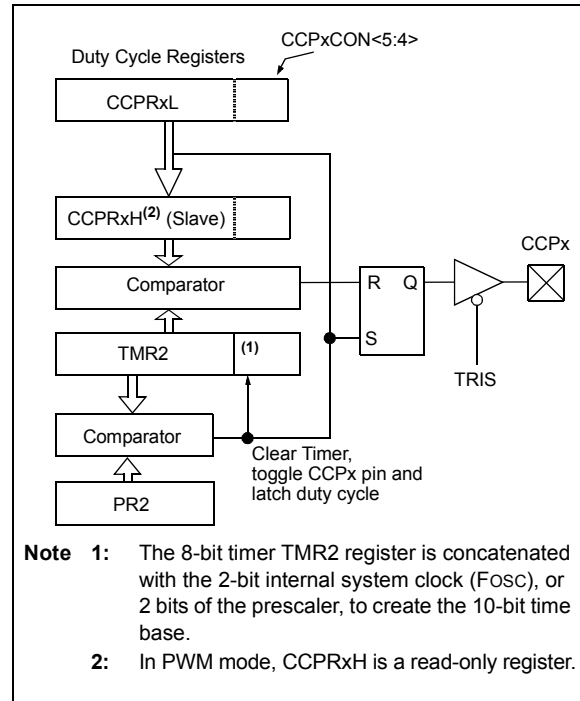 CCPxCON<5:4>
Duty Cycle Registers
CCPRxL
CCPRxH(2) (Slave)
CCPx
Comparator
R Q
S
TMR2 (1)
TRIS
Comparator
Clear Timer,
toggle CCPx pin and
latch duty cycle
PR2
Note 1: The 8-bit timer TMR2 register is concatenated
with the 2-bit internal system clock (FOSC), or
2 bits of the prescaler, to create the 10-bit time
base.
2: In PWM mode, CCPRxH is a read-only register.